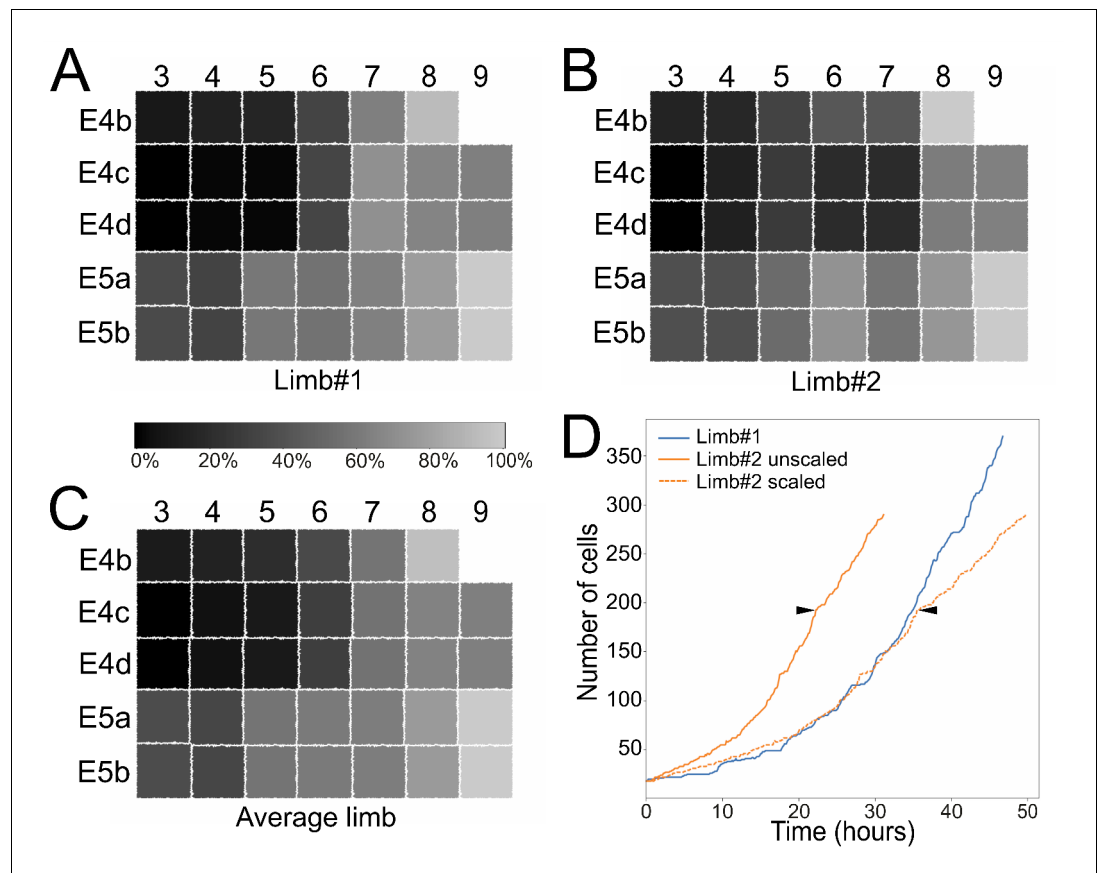 A
3 4 5 6 7 8 9
E4b
E4c
E4d
E5a
E5b
Limb#1
B
3 4 5 6 7 8 9
E4b
E4c
E4d
E5a
E5b
Limb#2
0% 20% 40% 60% 80% 100%
C
3 4 5 6 7 8 9
E4b
E4c
E4d
E5a
E5b
Average limb
D
Limb#1
Limb#2 unscaled
Limb#2 scaled
Number of cells
350
300
250
200
150
100
50
0 10 20 30 40 50
Time (hours)